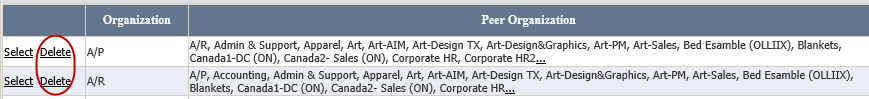 Organization Peer Organization
Select Delete A/P A/R, Admin & Support, Apparel, Art, Art-AIM, Art-Design TX, Art-Design&Graphics, Art-PM, Art-Sales, Bed Esamble (OLLIIX), Blankets,
Canada1-DC (ON), Canada2- Sales (ON), Corporate HR, Corporate HR2...
Select Delete A/R A/P, Accounting, Admin & Support, Apparel, Art, Art-AIM, Art-Design TX, Art-Design&Graphics, Art-PM, Art-Sales, Bed Esamble (OLLIIX),
Blankets, Canada1-DC (ON), Canada2- Sales (ON), Corporate HR...